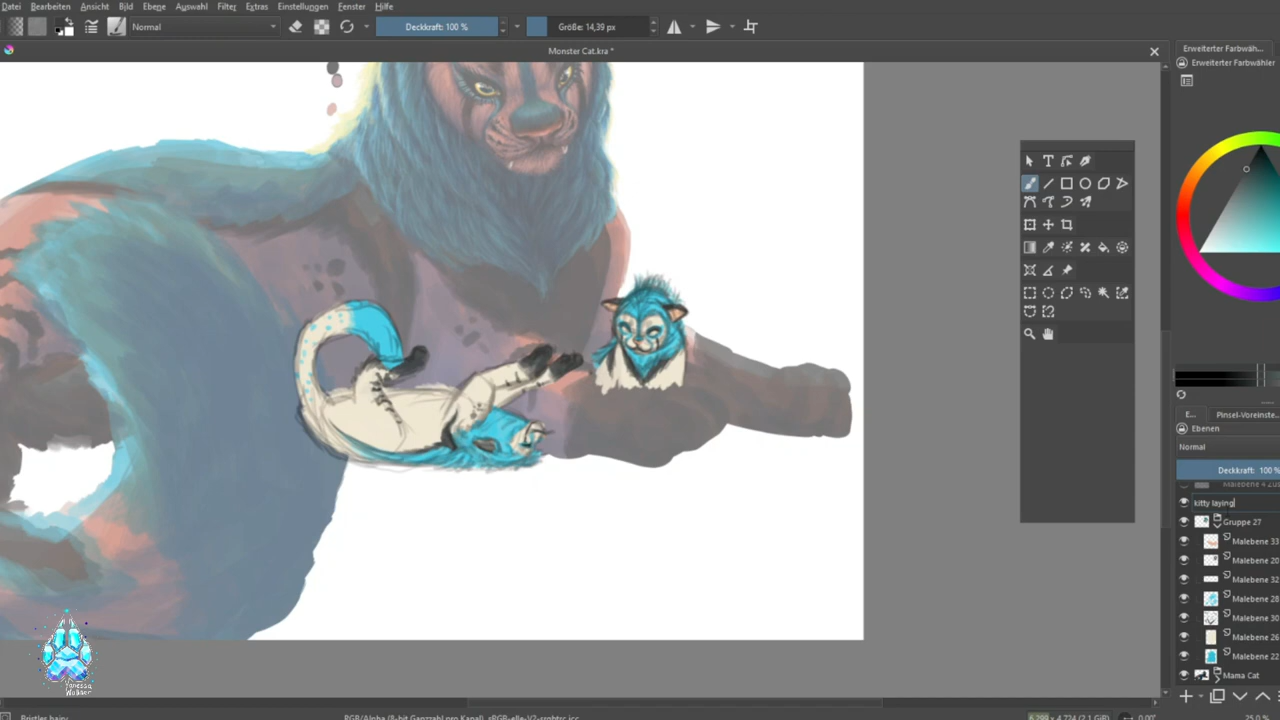 Datei Bearbeiten Ansicht Bild Ebene Auswahl Filter Extras Einstellungen Fenster Hilfe
Normal Deckkraft: 100 % Größe: 14,39 px
Monster Cat.kra *
Erweiterter Farbwäh...
Erweiterter Farbwähler
E... Pinsel-Voreinste...
Ebenen
Normal
Deckkraft: 100 %
kitty laying
Gruppe 27
Malebene 33
Malebene 20
Malebene 32
Malebene 28
Malebene 30
Malebene 26
Malebene 22
Mama Cat
Vanessa
Wöhner